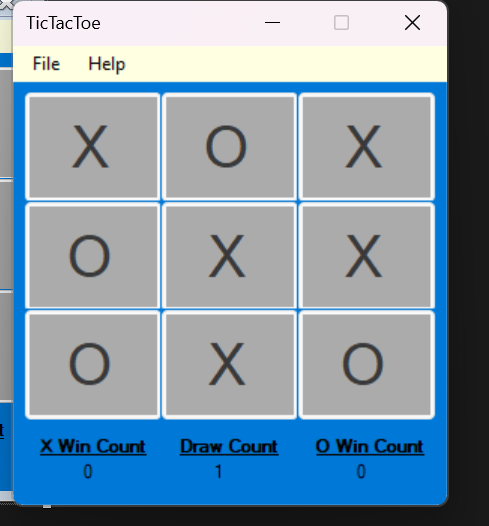 TicTacToe
File Help
X O X
O X X
O X O
X Win Count Draw Count O Win Count
0 1 0